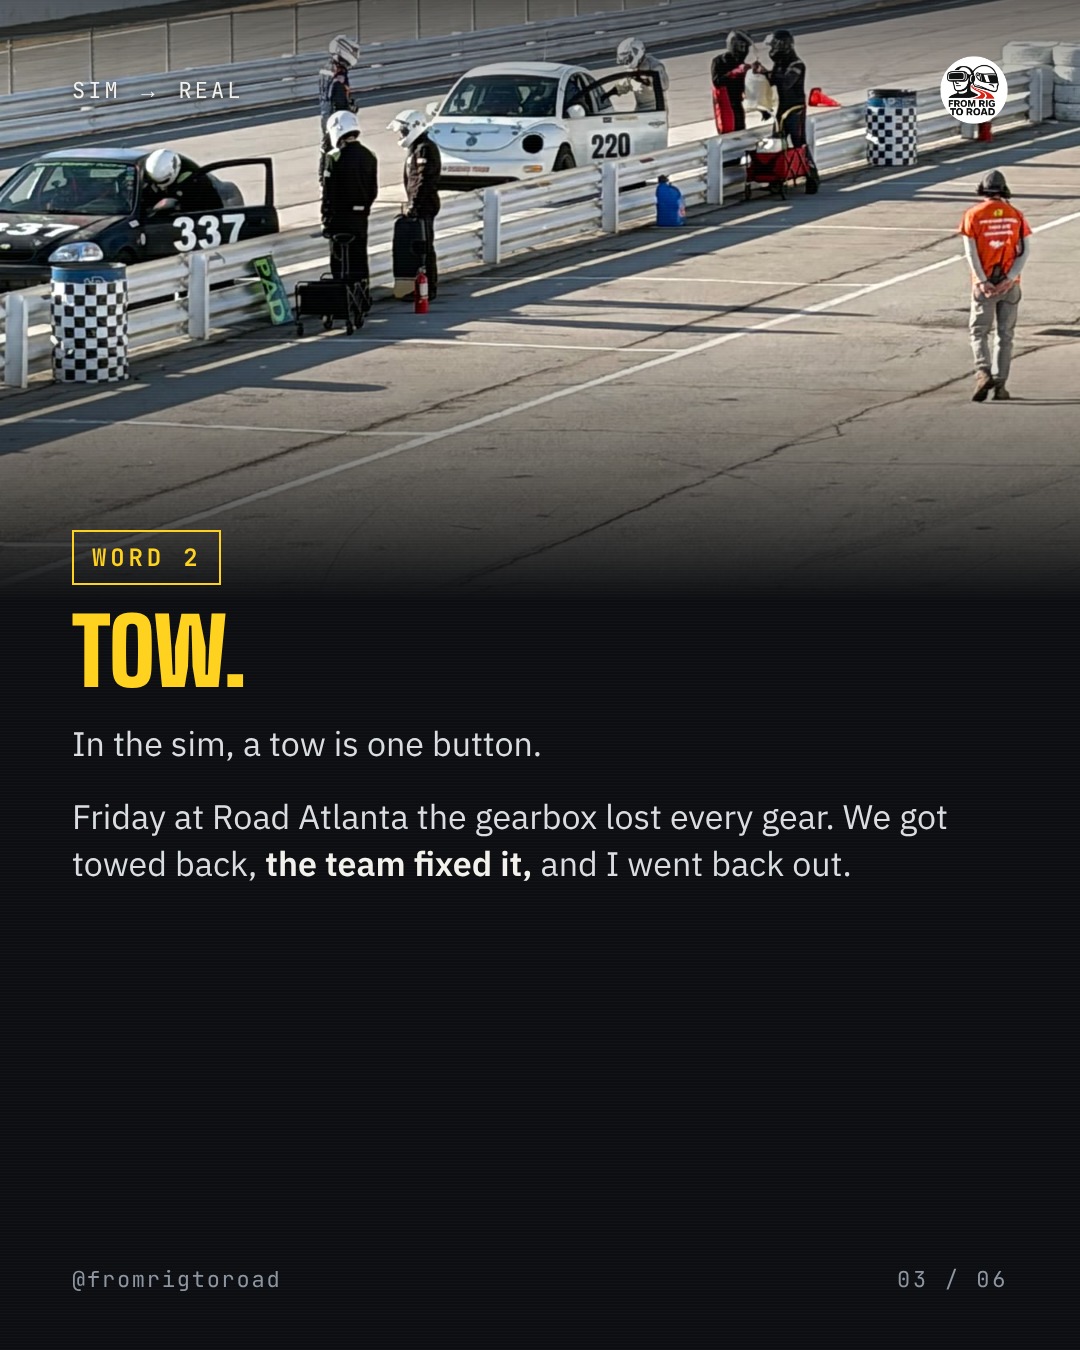 SIM → REAL
FROM RIG
TO ROAD
220
337
337
PAD
WORD 2
TOW.
In the sim, a tow is one button.
Friday at Road Atlanta the gearbox lost every gear. We got
towed back, the team fixed it, and I went back out.
@fromrigtoroad
03 / 06